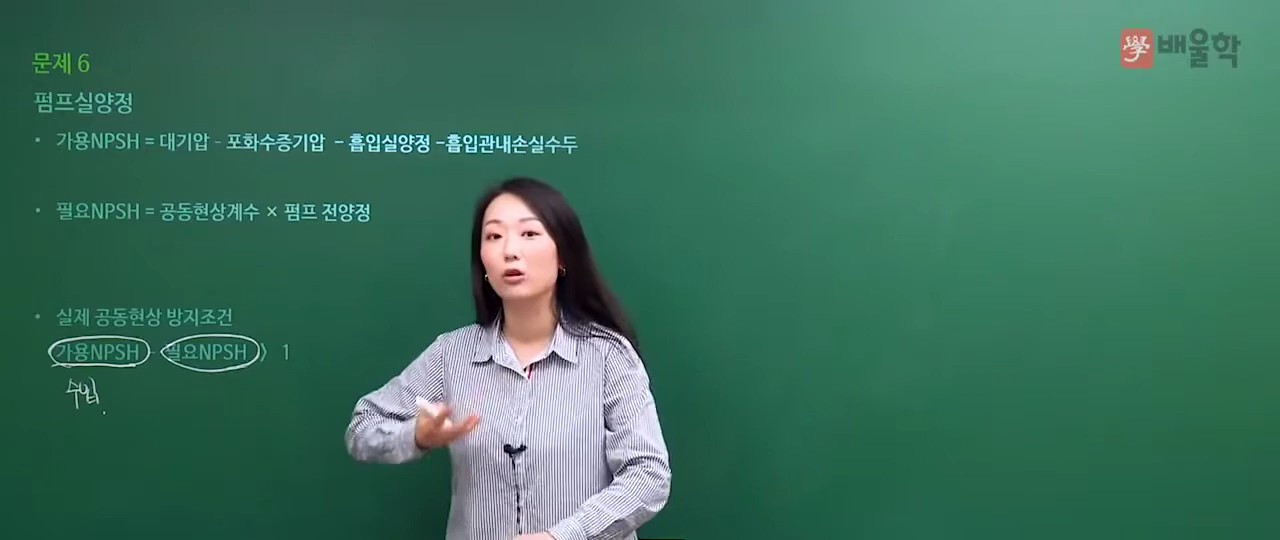 學 배울학
문제 6
펌프실양정
• 가용NPSH = 대기압 - 포화수증기압 - 흡입실양정 -흡입관내손실수두
• 필요NPSH = 공동현상계수 × 펌프 전양정
• 실제 공동현상 방지조건
가용NPSH - 필요NPSH 〉 1
수입.